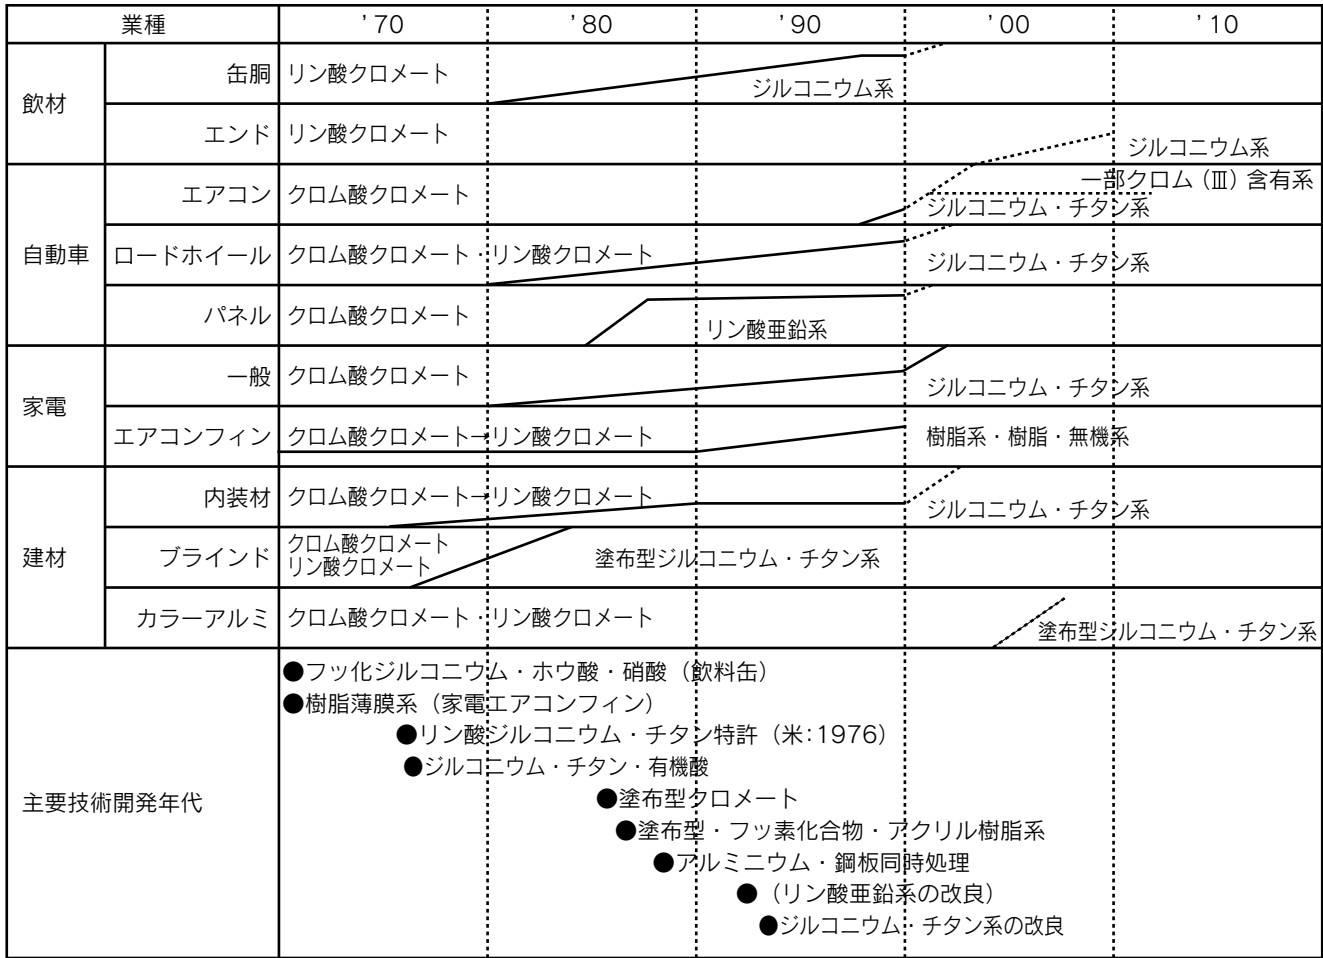 業種 ’70 ’80 ’90 ’00 ’10
飲材
缶胴 リン酸クロメート ジルコニウム系
エンド リン酸クロメート ジルコニウム系
自動車
エアコン クロム酸クロメート 一部クロム（Ⅲ）含有系
ジルコニウム・チタン系
ロードホイール クロム酸クロメート・リン酸クロメート ジルコニウム・チタン系
パネル クロム酸クロメート リン酸亜鉛系
家電
一般 クロム酸クロメート ジルコニウム・チタン系
エアコンフィン クロム酸クロメート→リン酸クロメート 樹脂系・樹脂・無機系
建材
内装材 クロム酸クロメート→リン酸クロメート ジルコニウム・チタン系
ブラインド クロム酸クロメート
リン酸クロメート 塗布型ジルコニウム・チタン系
カラーアルミ クロム酸クロメート・リン酸クロメート 塗布型ジルコニウム・チタン系
主要技術開発年代
●フッ化ジルコニウム・ホウ酸・硝酸（飲料缶）
●樹脂薄膜系（家電エアコンフィン）
●リン酸ジルコニウム・チタン特許（米：1976）
●ジルコニウム・チタン・有機酸
●塗布型クロメート
●塗布型・フッ素化合物・アクリル樹脂系
●アルミニウム・鋼板同時処理
●（リン酸亜鉛系の改良）
●ジルコニウム・チタン系の改良